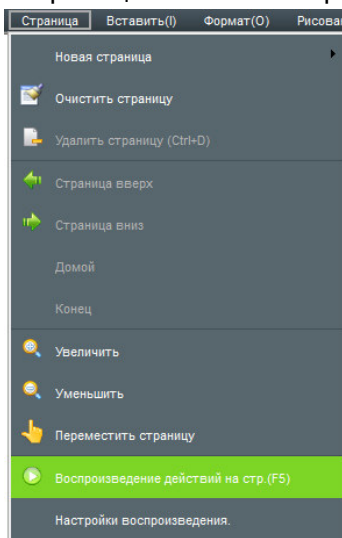 Страница Вставить(I) Формат(O) Рисова
Новая страница
Очистить страницу
Удалить страницу (Ctrl+D)
Страница вверх
Страница вниз
Домой
Конец
Увеличить
Уменьшить
Переместить страницу
Воспроизведение действий на стр.(F5)
Настройки воспроизведения.